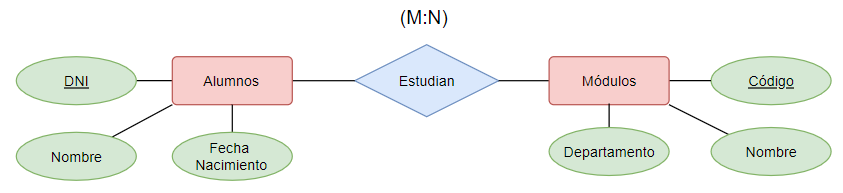 (M:N)
DNI
Alumnos
Estudian
Módulos
Código
Nombre
Fecha
Nacimiento
Departamento
Nombre